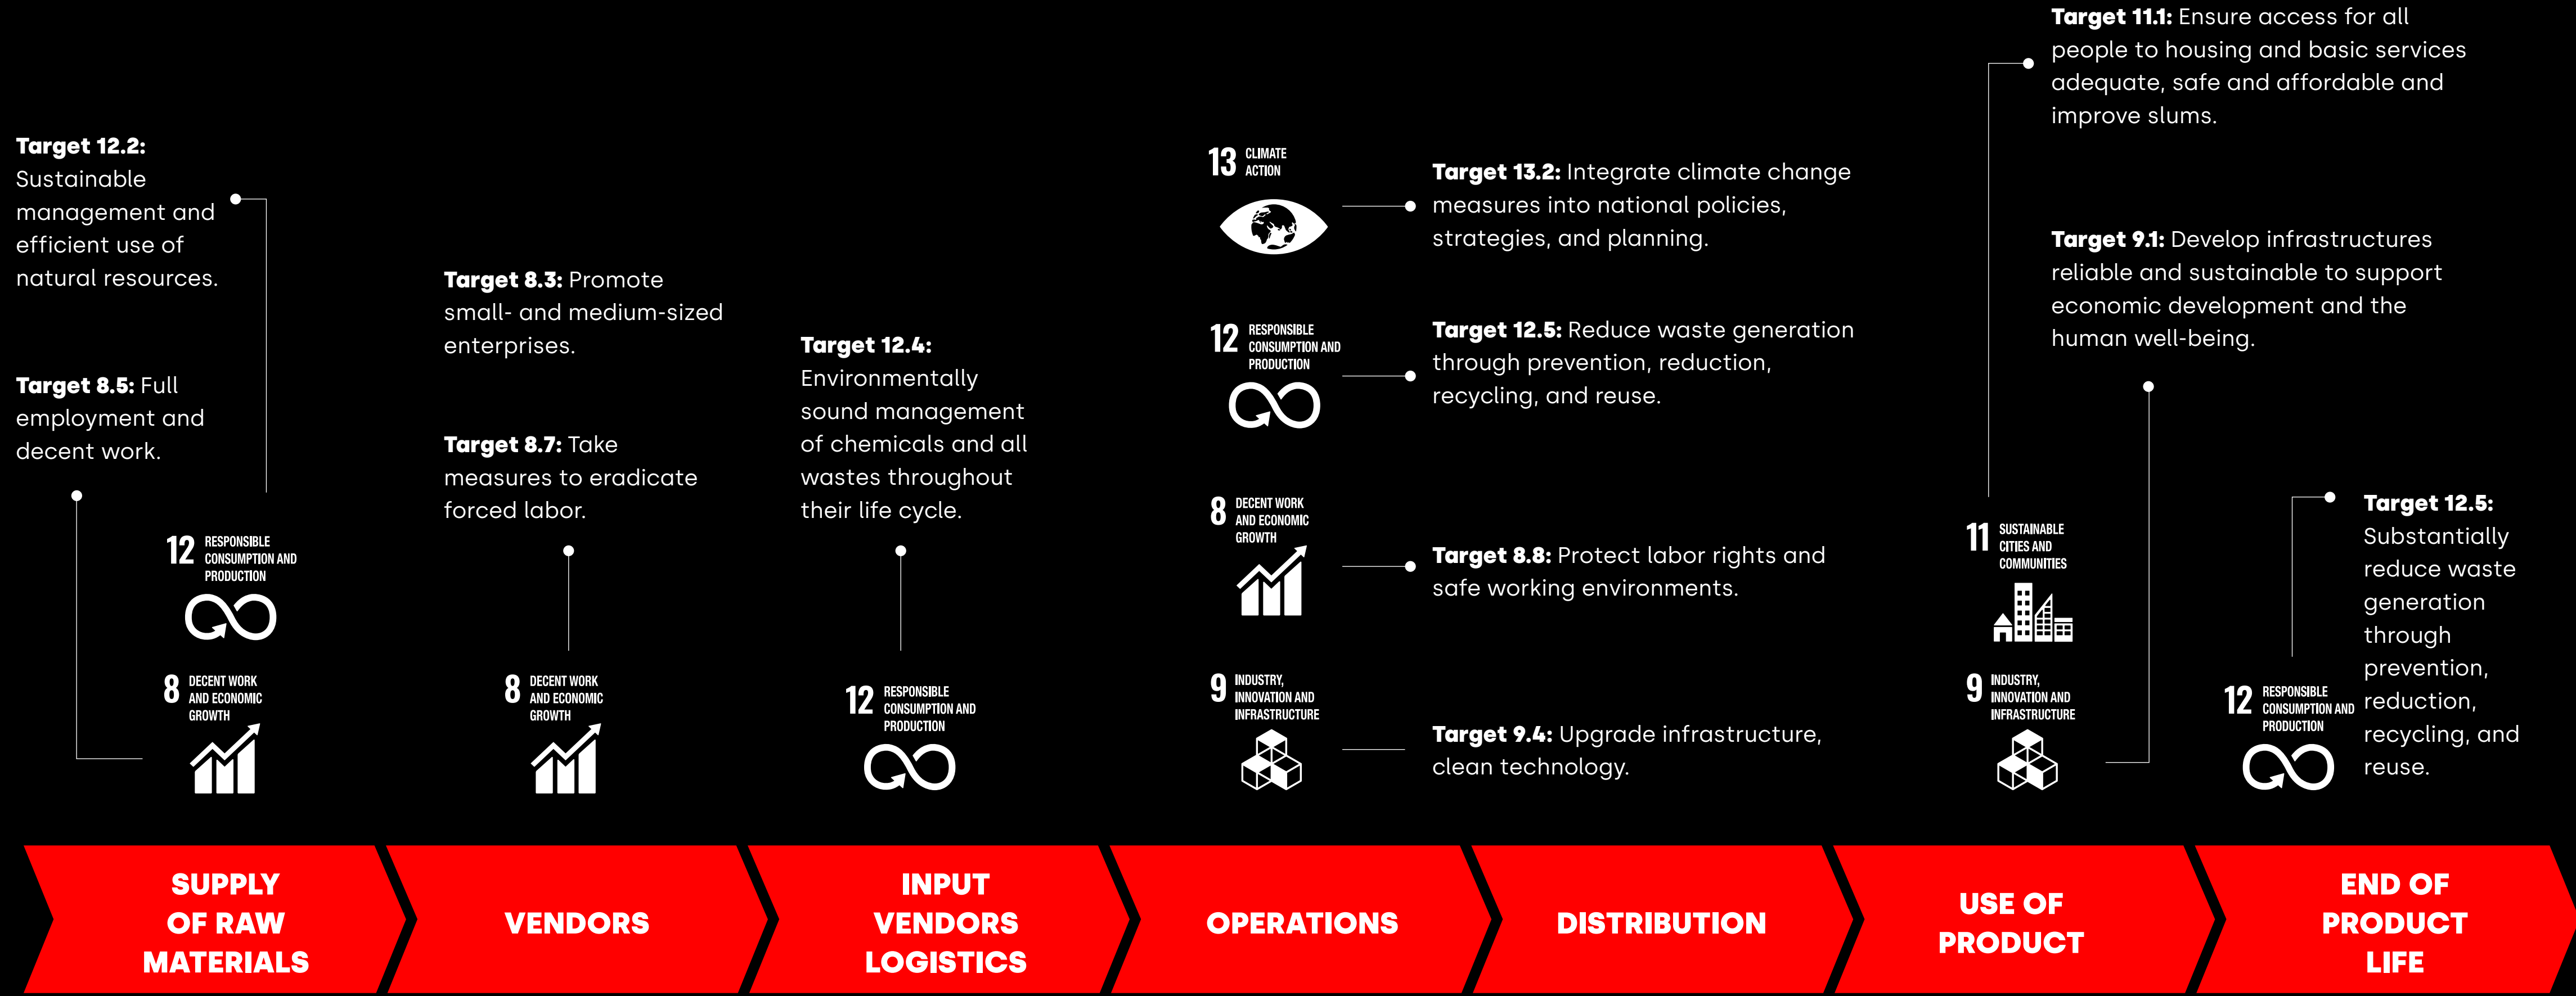 Target 12.2:
Sustainable
management and
efficient use of
natural resources.
Target 8.5: Full
employment and
decent work.
12 RESPONSIBLE
CONSUMPTION AND
PRODUCTION
8 DECENT WORK
AND ECONOMIC
GROWTH
SUPPLY
OF RAW
MATERIALS
Target 8.3: Promote
small- and medium-sized
enterprises.
Target 8.7: Take
measures to eradicate
forced labor.
8 DECENT WORK
AND ECONOMIC
GROWTH
VENDORS
Target 12.4:
Environmentally
sound management
of chemicals and all
wastes throughout
their life cycle.
12 RESPONSIBLE
CONSUMPTION AND
PRODUCTION
INPUT
VENDORS
LOGISTICS
13 CLIMATE
ACTION
Target 13.2: Integrate climate change
measures into national policies,
strategies, and planning.
12 RESPONSIBLE
CONSUMPTION AND
PRODUCTION
Target 12.5: Reduce waste generation
through prevention, reduction,
recycling, and reuse.
8 DECENT WORK
AND ECONOMIC
GROWTH
Target 8.8: Protect labor rights and
safe working environments.
9 INDUSTRY,
INNOVATION AND
INFRASTRUCTURE
Target 9.4: Upgrade infrastructure,
clean technology.
OPERATIONS
DISTRIBUTION
Target 11.1: Ensure access for all
people to housing and basic services
adequate, safe and affordable and
improve slums.
Target 9.1: Develop infrastructures
reliable and sustainable to support
economic development and the
human well-being.
11 SUSTAINABLE
CITIES AND
COMMUNITIES
9 INDUSTRY,
INNOVATION AND
INFRASTRUCTURE
USE OF
PRODUCT
Target 12.5:
Substantially
reduce waste
generation
through
prevention,
reduction,
recycling, and
reuse.
12 RESPONSIBLE
CONSUMPTION AND
PRODUCTION
END OF
PRODUCT
LIFE